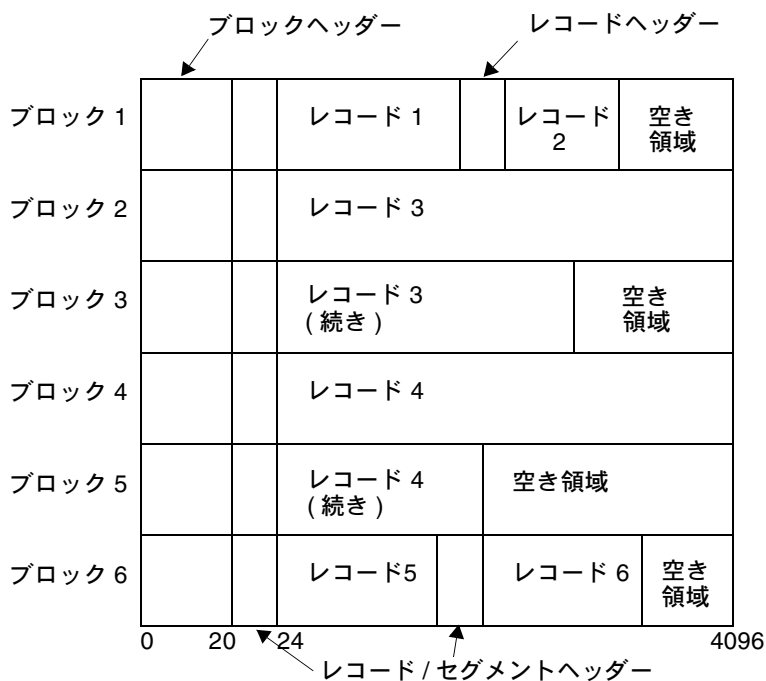 ブロックヘッダー
レコードヘッダー
ブロック 1
レコード 1
レコード
2
空き
領域
ブロック 2
レコード 3
ブロック 3
レコード 3
( 続き )
空き
領域
ブロック 4
レコード 4
ブロック 5
レコード 4
( 続き )
空き領域
ブロック 6
レコード5
レコード 6
空き
領域
0
20
24
4096
レコード / セグメントヘッダー